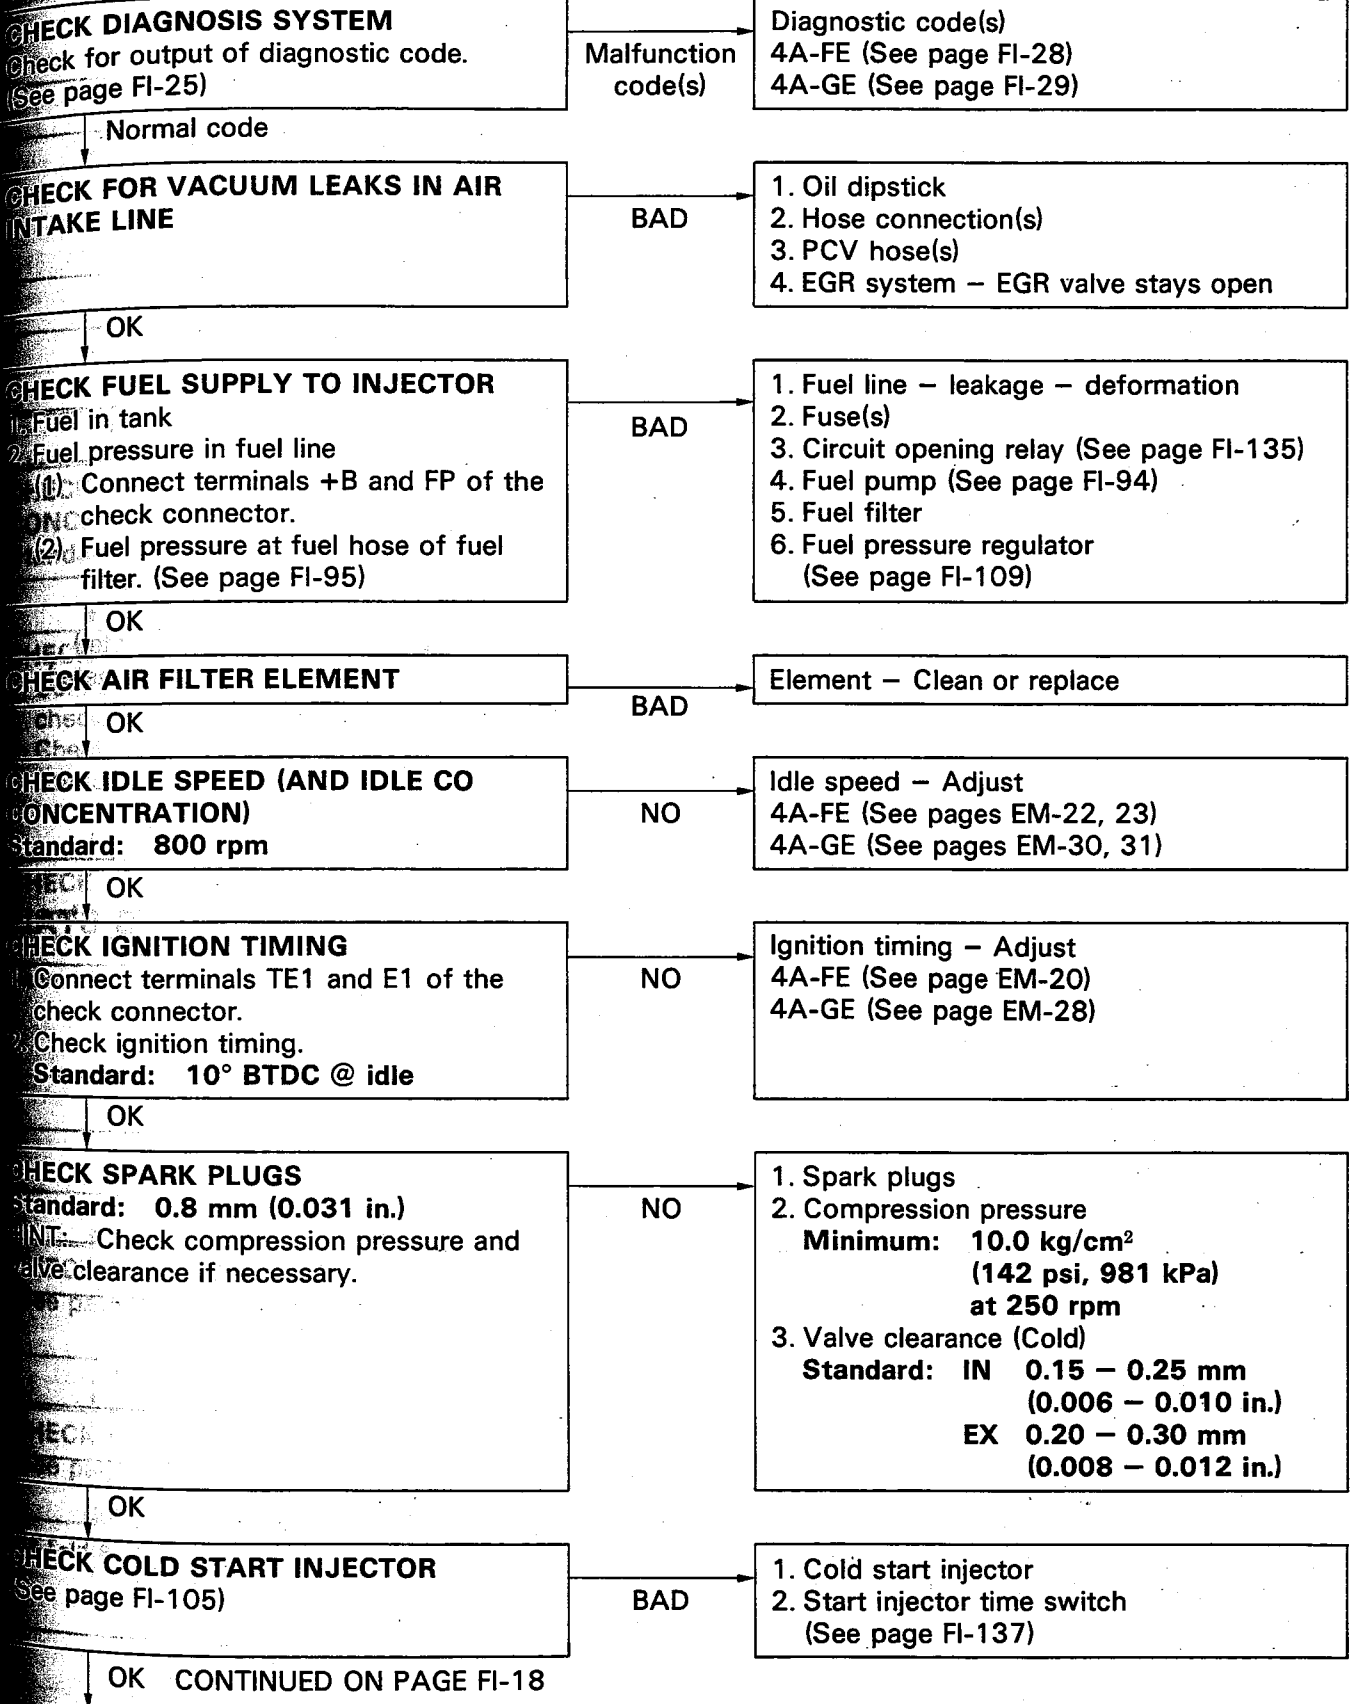 CHECK DIAGNOSIS SYSTEM
Check for output of diagnostic code.
(See page FI-25)
Malfunction
code(s)
Diagnostic code(s)
4A-FE (See page FI-28)
4A-GE (See page FI-29)
Normal code
CHECK FOR VACUUM LEAKS IN AIR
INTAKE LINE
BAD
1. Oil dipstick
2. Hose connection(s)
3. PCV hose(s)
4. EGR system — EGR valve stays open
OK
CHECK FUEL SUPPLY TO INJECTOR
1. Fuel in tank
2. Fuel pressure in fuel line
(1) Connect terminals +B and FP of the
check connector.
(2) Fuel pressure at fuel hose of fuel
filter. (See page FI-95)
BAD
1. Fuel line — leakage — deformation
2. Fuse(s)
3. Circuit opening relay (See page FI-135)
4. Fuel pump (See page FI-94)
5. Fuel filter
6. Fuel pressure regulator
(See page FI-109)
OK
CHECK AIR FILTER ELEMENT
BAD
Element — Clean or replace
OK
CHECK IDLE SPEED (AND IDLE CO
CONCENTRATION)
Standard: 800 rpm
NO
Idle speed — Adjust
4A-FE (See pages EM-22, 23)
4A-GE (See pages EM-30, 31)
OK
CHECK IGNITION TIMING
Connect terminals TE1 and E1 of the
check connector.
2. Check ignition timing.
Standard: 10° BTDC @ idle
NO
Ignition timing — Adjust
4A-FE (See page EM-20)
4A-GE (See page EM-28)
OK
CHECK SPARK PLUGS
Standard: 0.8 mm (0.031 in.)
HINT: Check compression pressure and
valve clearance if necessary.
NO
1. Spark plugs
2. Compression pressure
Minimum: 10.0 kg/cm²
(142 psi, 981 kPa)
at 250 rpm
3. Valve clearance (Cold)
Standard: IN 0.15 — 0.25 mm
(0.006 — 0.010 in.)
EX 0.20 — 0.30 mm
(0.008 — 0.012 in.)
OK
CHECK COLD START INJECTOR
(See page FI-105)
BAD
1. Cold start injector
2. Start injector time switch
(See page FI-137)
OK CONTINUED ON PAGE FI-18